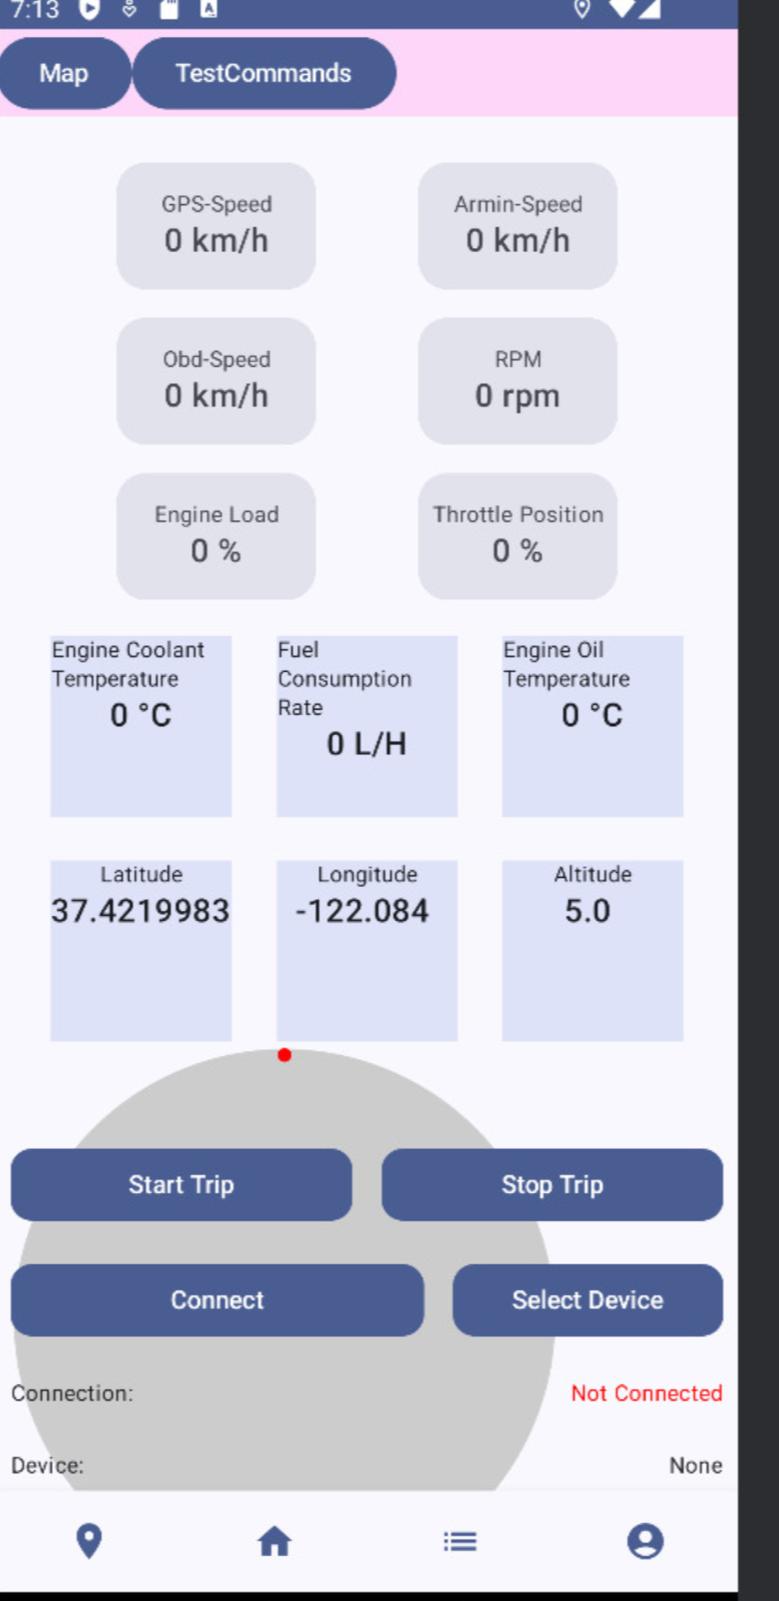 7:13
A
Map
TestCommands
GPS-Speed
0 km/h
Armin-Speed
0 km/h
Obd-Speed
0 km/h
RPM
0 rpm
Engine Load
0 %
Throttle Position
0 %
Engine Coolant
Temperature
0 °C
Fuel
Consumption
Rate
0 L/H
Engine Oil
Temperature
0 °C
Latitude
37.4219983
Longitude
-122.084
Altitude
5.0
Start Trip
Stop Trip
Connect
Select Device
Connection:
Not Connected
Device:
None